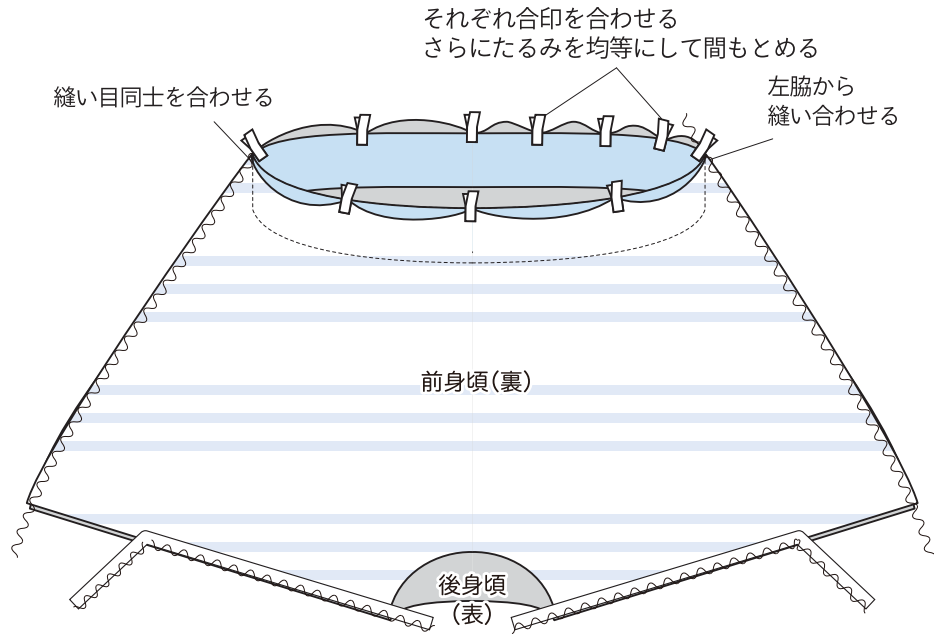 それぞれ合印を合わせる
さらにたるみを均等にして間もとめる
縫い目同士を合わせる
左脇から
縫い合わせる
前身頃(裏)
後身頃
(表)